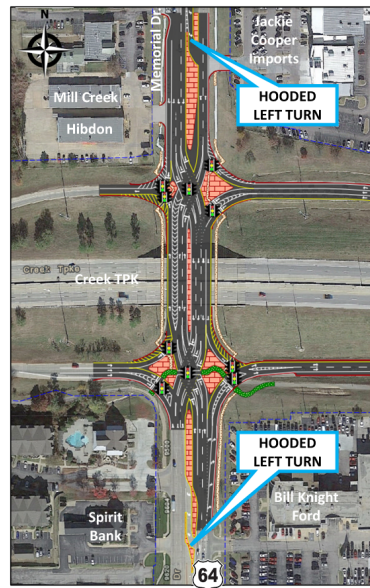 N
Memorial Dr
Jackie
Cooper
Imports
Mill Creek
Hibdon
HOODED
LEFT TURN
Creek Tpke
Creek TPK
HOODED
LEFT TURN
Spirit
Bank
Bill Knight
Ford
Dr
64